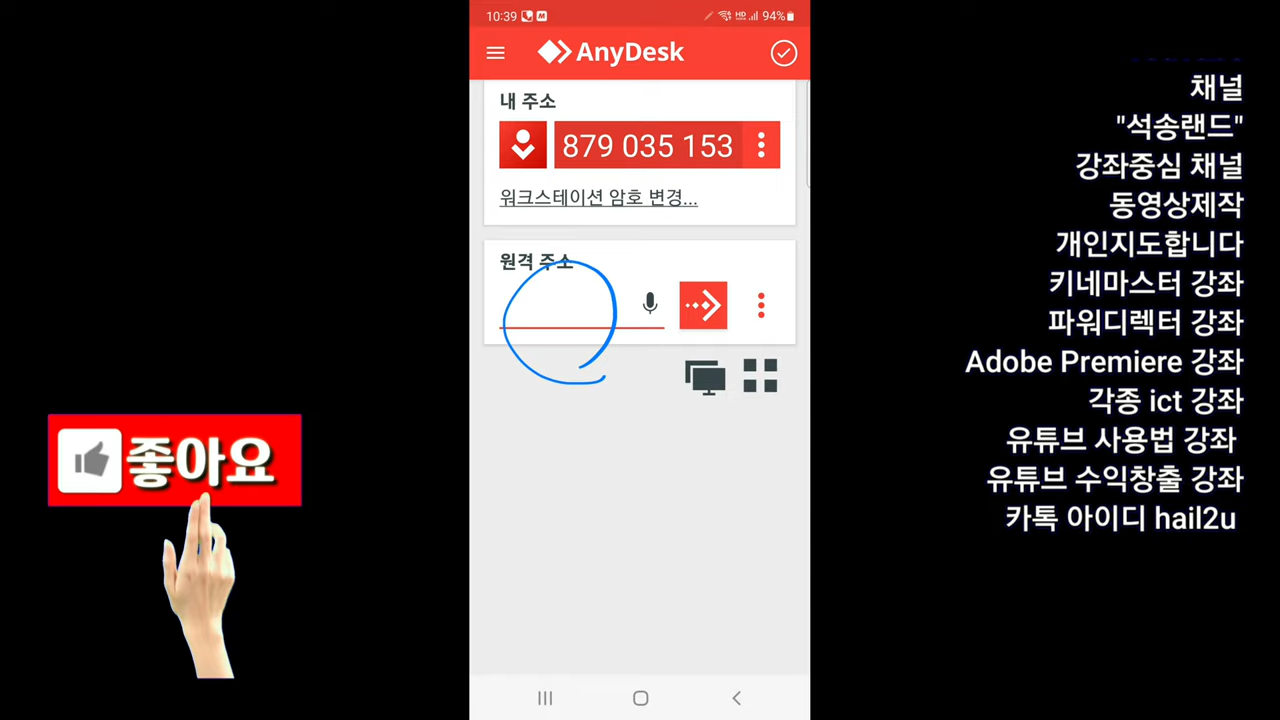 10:39
94%
AnyDesk
내 주소
879 035 153
워크스테이션 암호 변경...
원격 주소
좋아요
채널
"석송랜드"
강좌중심 채널
동영상제작
개인지도합니다
키네마스터 강좌
파워디렉터 강좌
Adobe Premiere 강좌
각종 ict 강좌
유튜브 사용법 강좌
유튜브 수익창출 강좌
카톡 아이디 hail2u